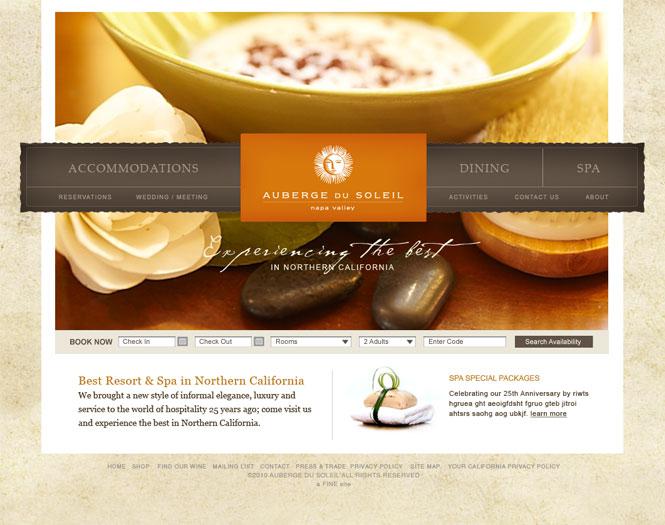 ACCOMMODATIONS
DINING
SPA
RESERVATIONS
WEDDING / MEETING
AUBERGE DU SOLEIL
napa valley
ACTIVITIES
CONTACT US
ABOUT
Experiencing the best
IN NORTHERN CALIFORNIA
BOOK NOW
Check In
Check Out
Rooms
2 Adults
Enter Code
Search Availability
Best Resort & Spa in Northern California
We brought a new style of informal elegance, luxury and
service to the world of hospitality 25 years ago; come visit us
and experience the best in Northern California.
SPA SPECIAL PACKAGES
Celebrating our 25th Anniversary by riwts
hgruea ght aeoigfdsht fgruo gteb jitroi
ahtsrs saohg aog ubkjf. learn more
HOME SHOP FIND OUR WINE MAILING LIST CONTACT PRESS & TRADE PRIVACY POLICY SITE MAP YOUR CALIFORNIA PRIVACY POLICY
©2010 AUBERGE DU SOLEIL ALL RIGHTS RESERVED
a FINE site